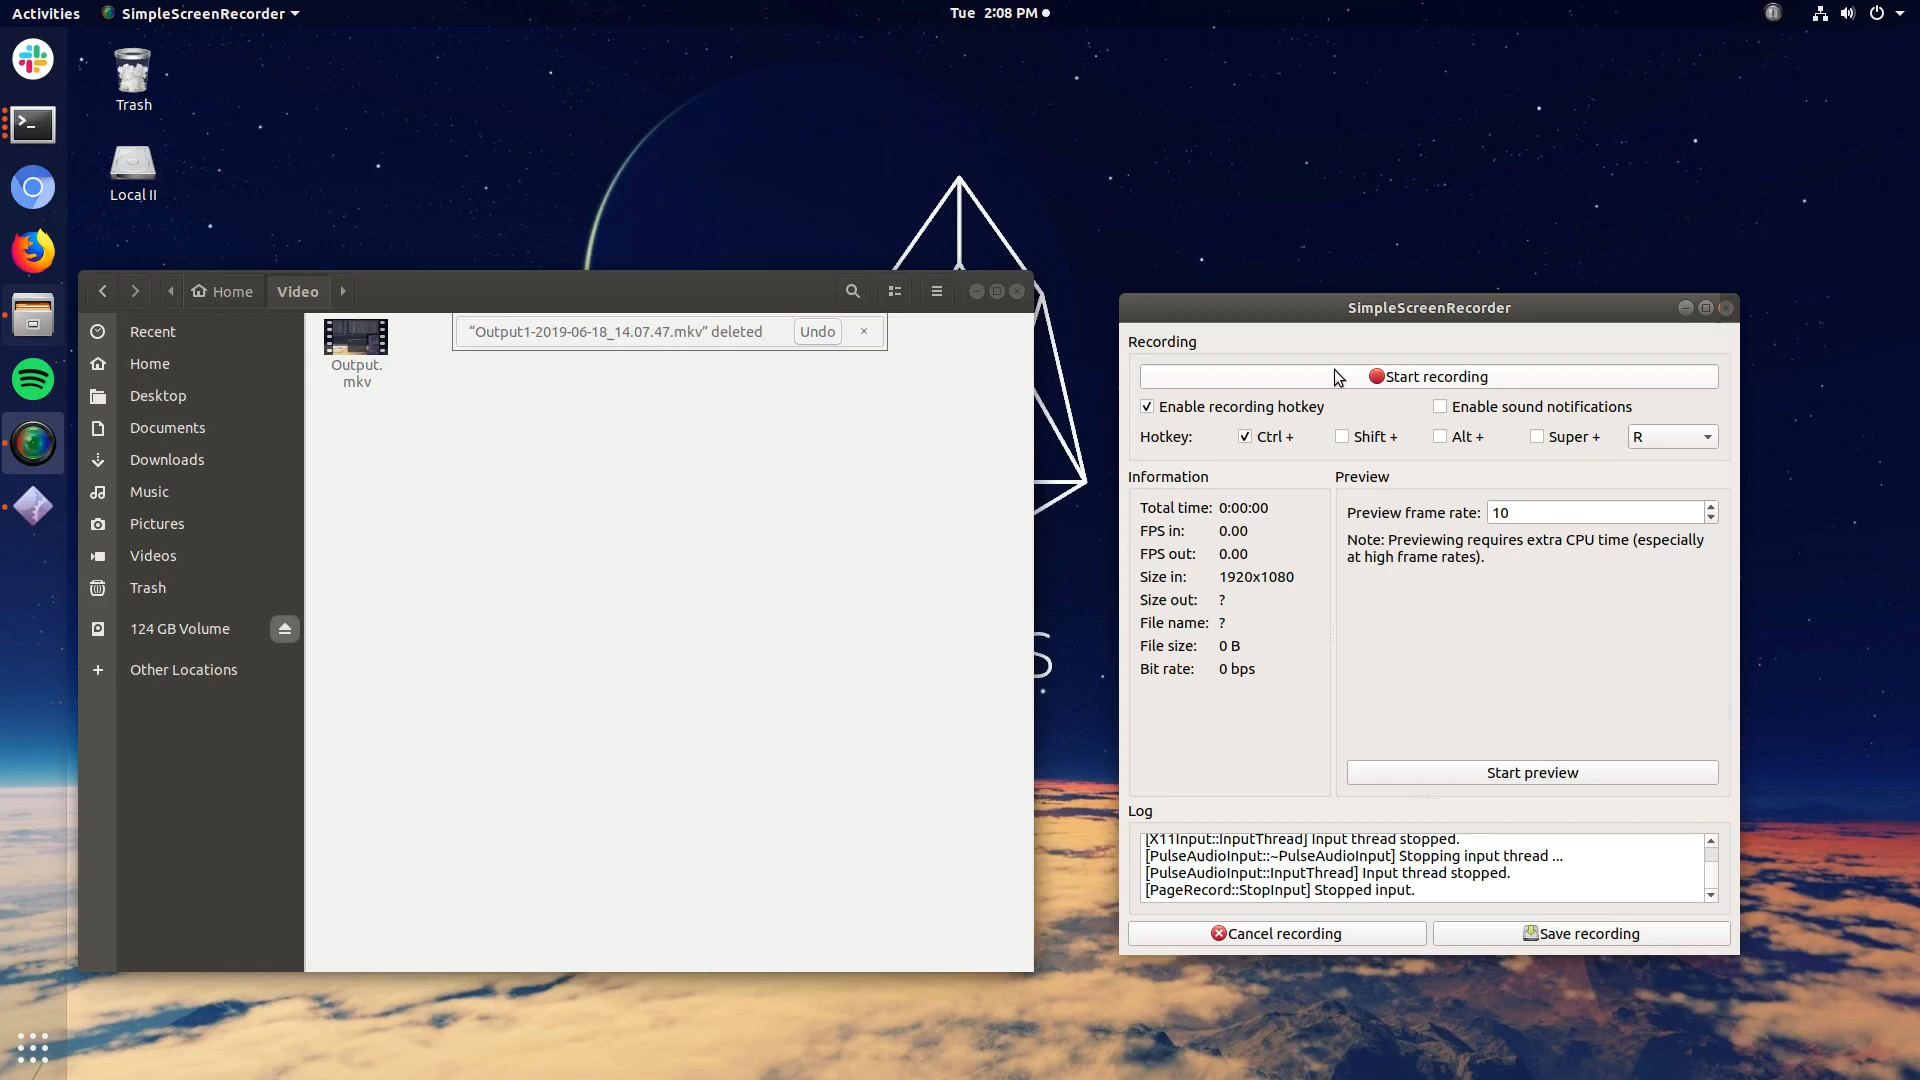 Activities SimpleScreenRecorder Tue 2:08 PM
Trash
Local II
Home Video
Recent
Home
Desktop
Documents
Downloads
Music
Pictures
Videos
Trash
124 GB Volume
Other Locations
“Output1-2019-06-18_14.07.47.mkv” deleted Undo
Output.
mkv
S
SimpleScreenRecorder
Recording
Start recording
Enable recording hotkey Enable sound notifications
Hotkey: Ctrl + Shift + Alt + Super + R
Information
Total time: 0:00:00
FPS in: 0.00
FPS out: 0.00
Size in: 1920x1080
Size out: ?
File name: ?
File size: 0 B
Bit rate: 0 bps
Preview
Preview frame rate: 10
Note: Previewing requires extra CPU time (especially
at high frame rates).
Start preview
Log
[X11Input::InputThread] Input thread stopped.
[PulseAudioInput::~PulseAudioInput] Stopping input thread ...
[PulseAudioInput::InputThread] Input thread stopped.
[PageRecord::StopInput] Stopped input.
Cancel recording Save recording